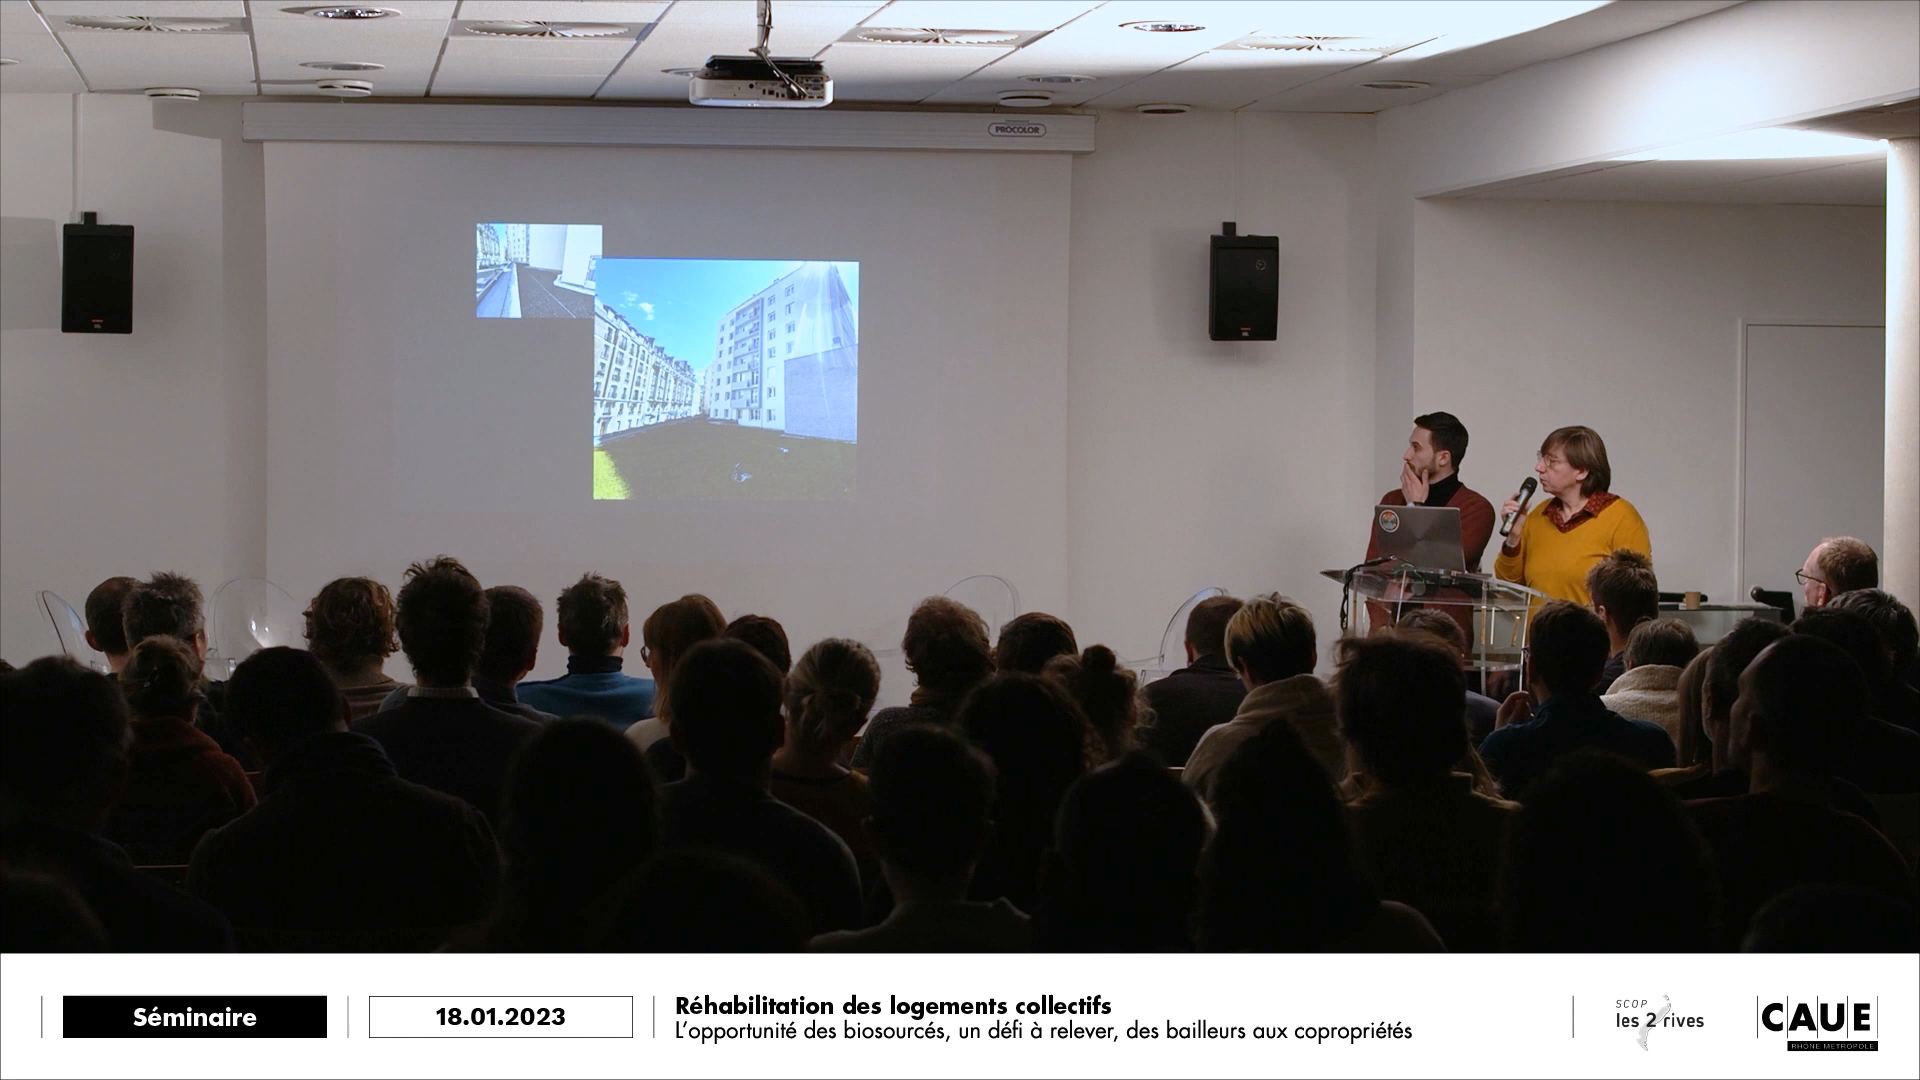 PROCOLOR
Séminaire
18.01.2023
Réhabilitation des logements collectifs
L'opportunité des biosourcés, un défi à relever, des bailleurs aux copropriétés
SCOP
les 2 rives
CAUE
RHÔNE MÉTROPOLE